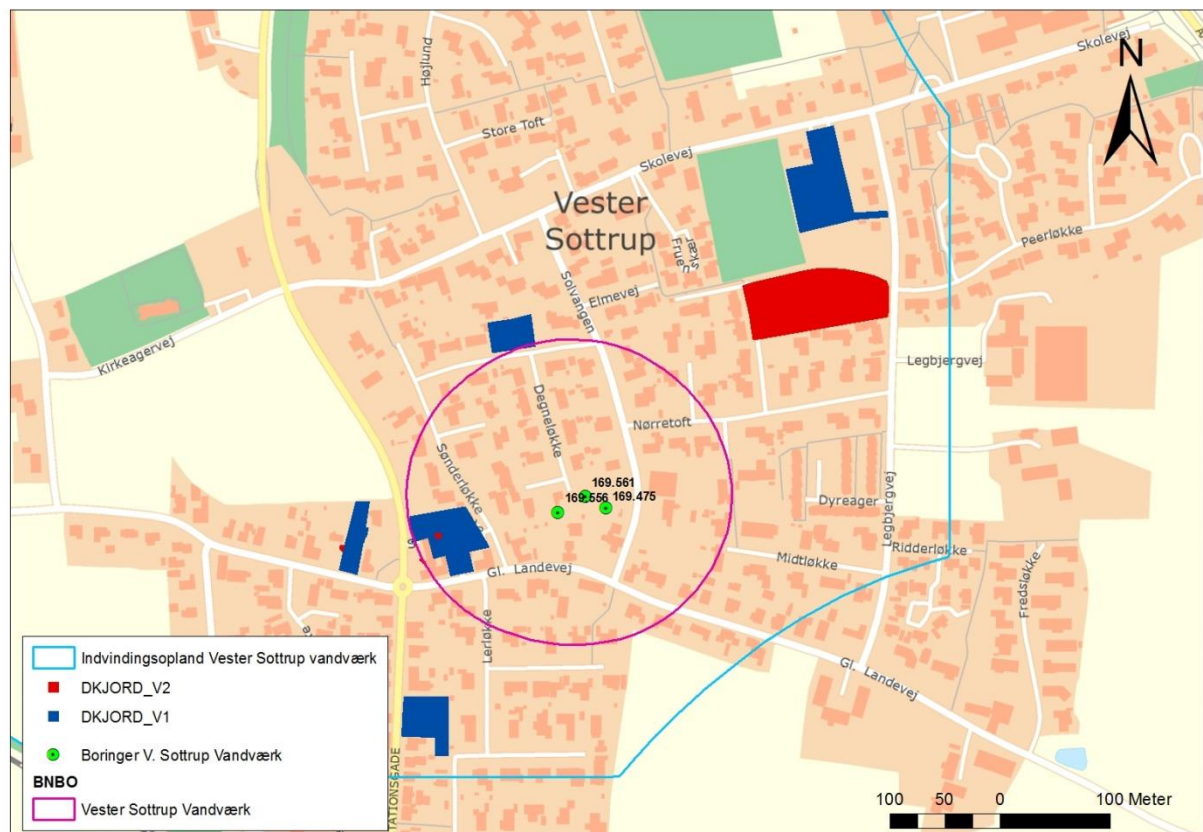 Højlund
Skolevej
N
Store Toft
Skolevej
Vester
Sottrup
Fruens
skær
Peerløkke
Solvangen
Elmevej
Kirkeagervej
Legbjergvej
Degneløkke
Nørretoft
Sønderløkke
169.561
169.556
169.475
Dyreager
Legbjergvej
Ridderløkke
Midtløkke
Gl. Landevej
Fredsløkke
Lerløkke
Gl. Landevej
STATIONSGADE
Indvindingsopland Vester Sottrup vandværk
DKJORD_V2
DKJORD_V1
Boringer V. Sottrup Vandværk
BNBO
Vester Sottrup Vandværk
100 50 0 100 Meter